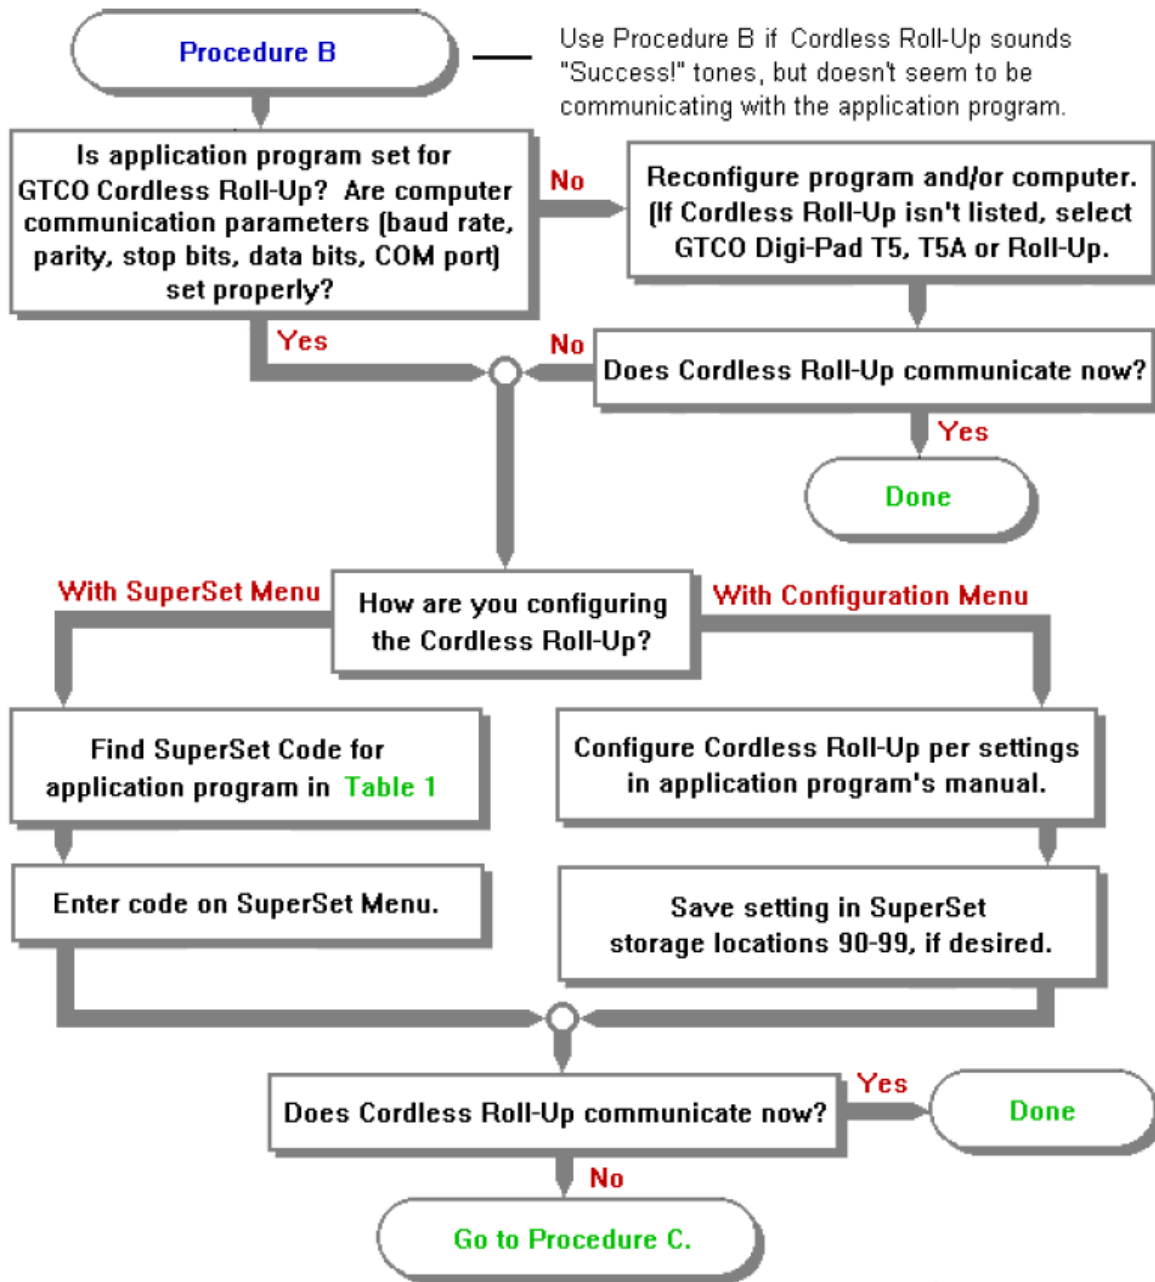 Procedure B
Use Procedure B if Cordless Roll-Up sounds
"Success!" tones, but doesn't seem to be
communicating with the application program.
Is application program set for
GTCO Cordless Roll-Up? Are computer
communication parameters (baud rate,
parity, stop bits, data bits, COM port)
set properly?
No
Reconfigure program and/or computer.
(If Cordless Roll-Up isn't listed, select
GTCO Digi-Pad T5, T5A or Roll-Up.
Yes
No
Does Cordless Roll-Up communicate now?
Yes
Done
With SuperSet Menu
How are you configuring
the Cordless Roll-Up?
With Configuration Menu
Find SuperSet Code for
application program in Table 1
Configure Cordless Roll-Up per settings
in application program's manual.
Enter code on SuperSet Menu.
Save setting in SuperSet
storage locations 90-99, if desired.
Does Cordless Roll-Up communicate now?
Yes
Done
No
Go to Procedure C.